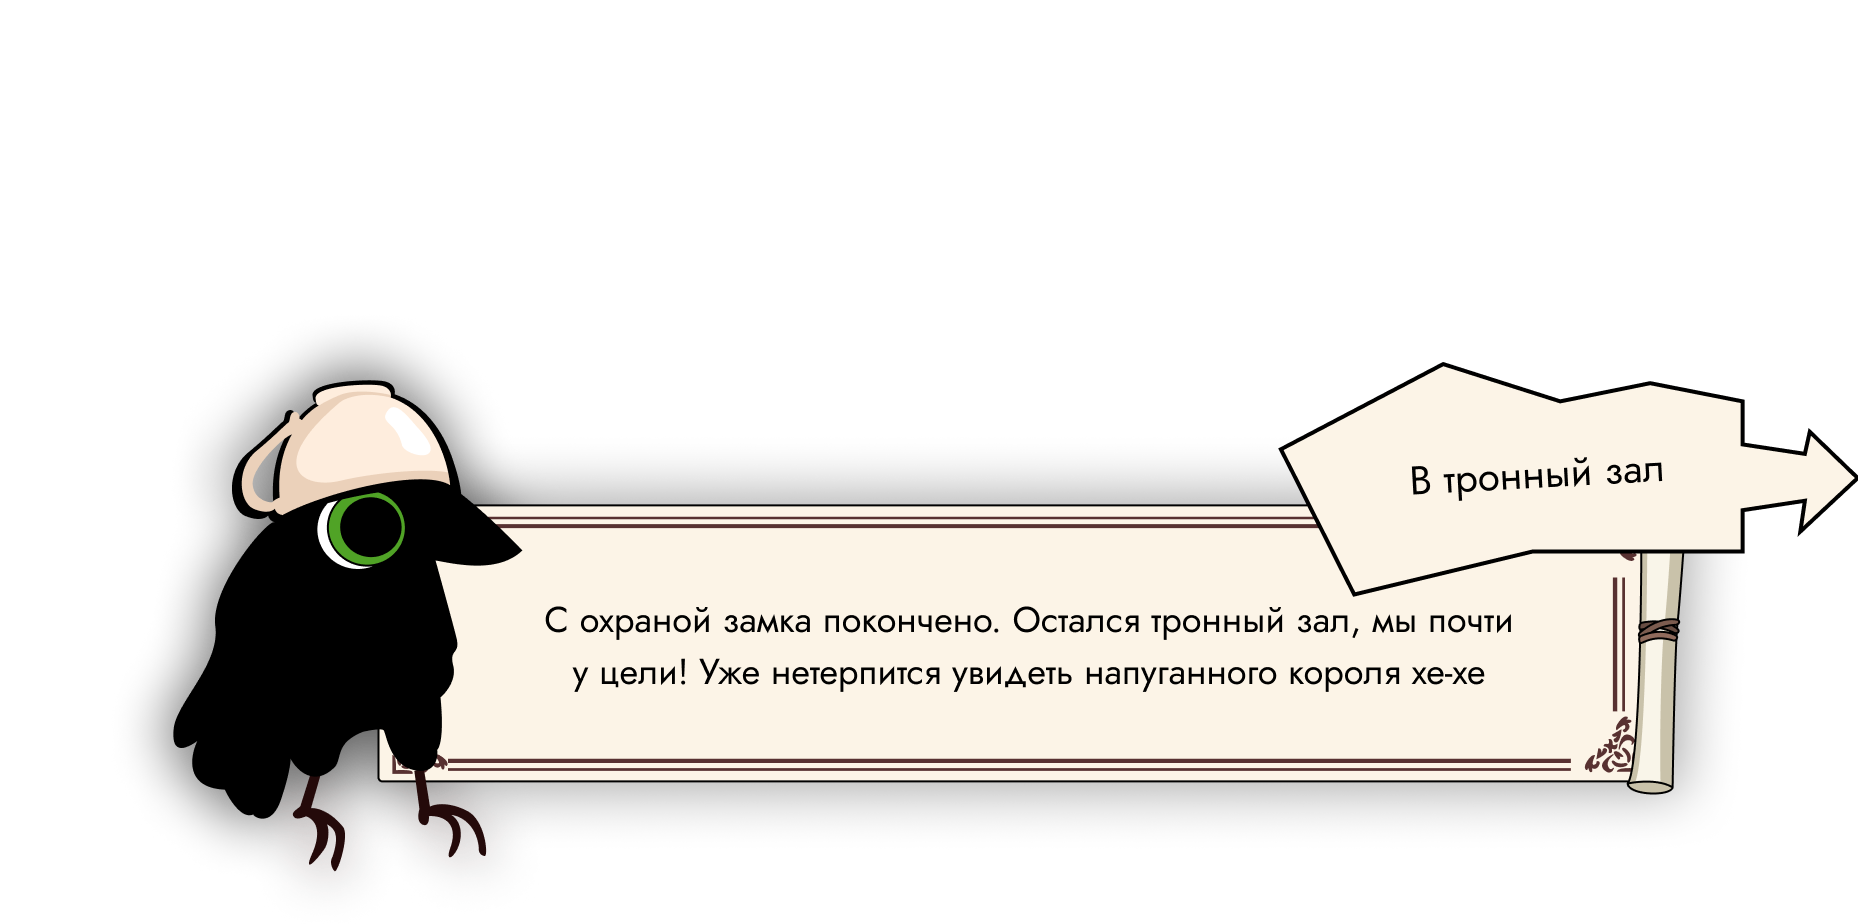 В тронный зал
С охраной замка покончено. Остался тронный зал, мы почти
у цели! Уже нетерпится увидеть напуганного короля хе-хе